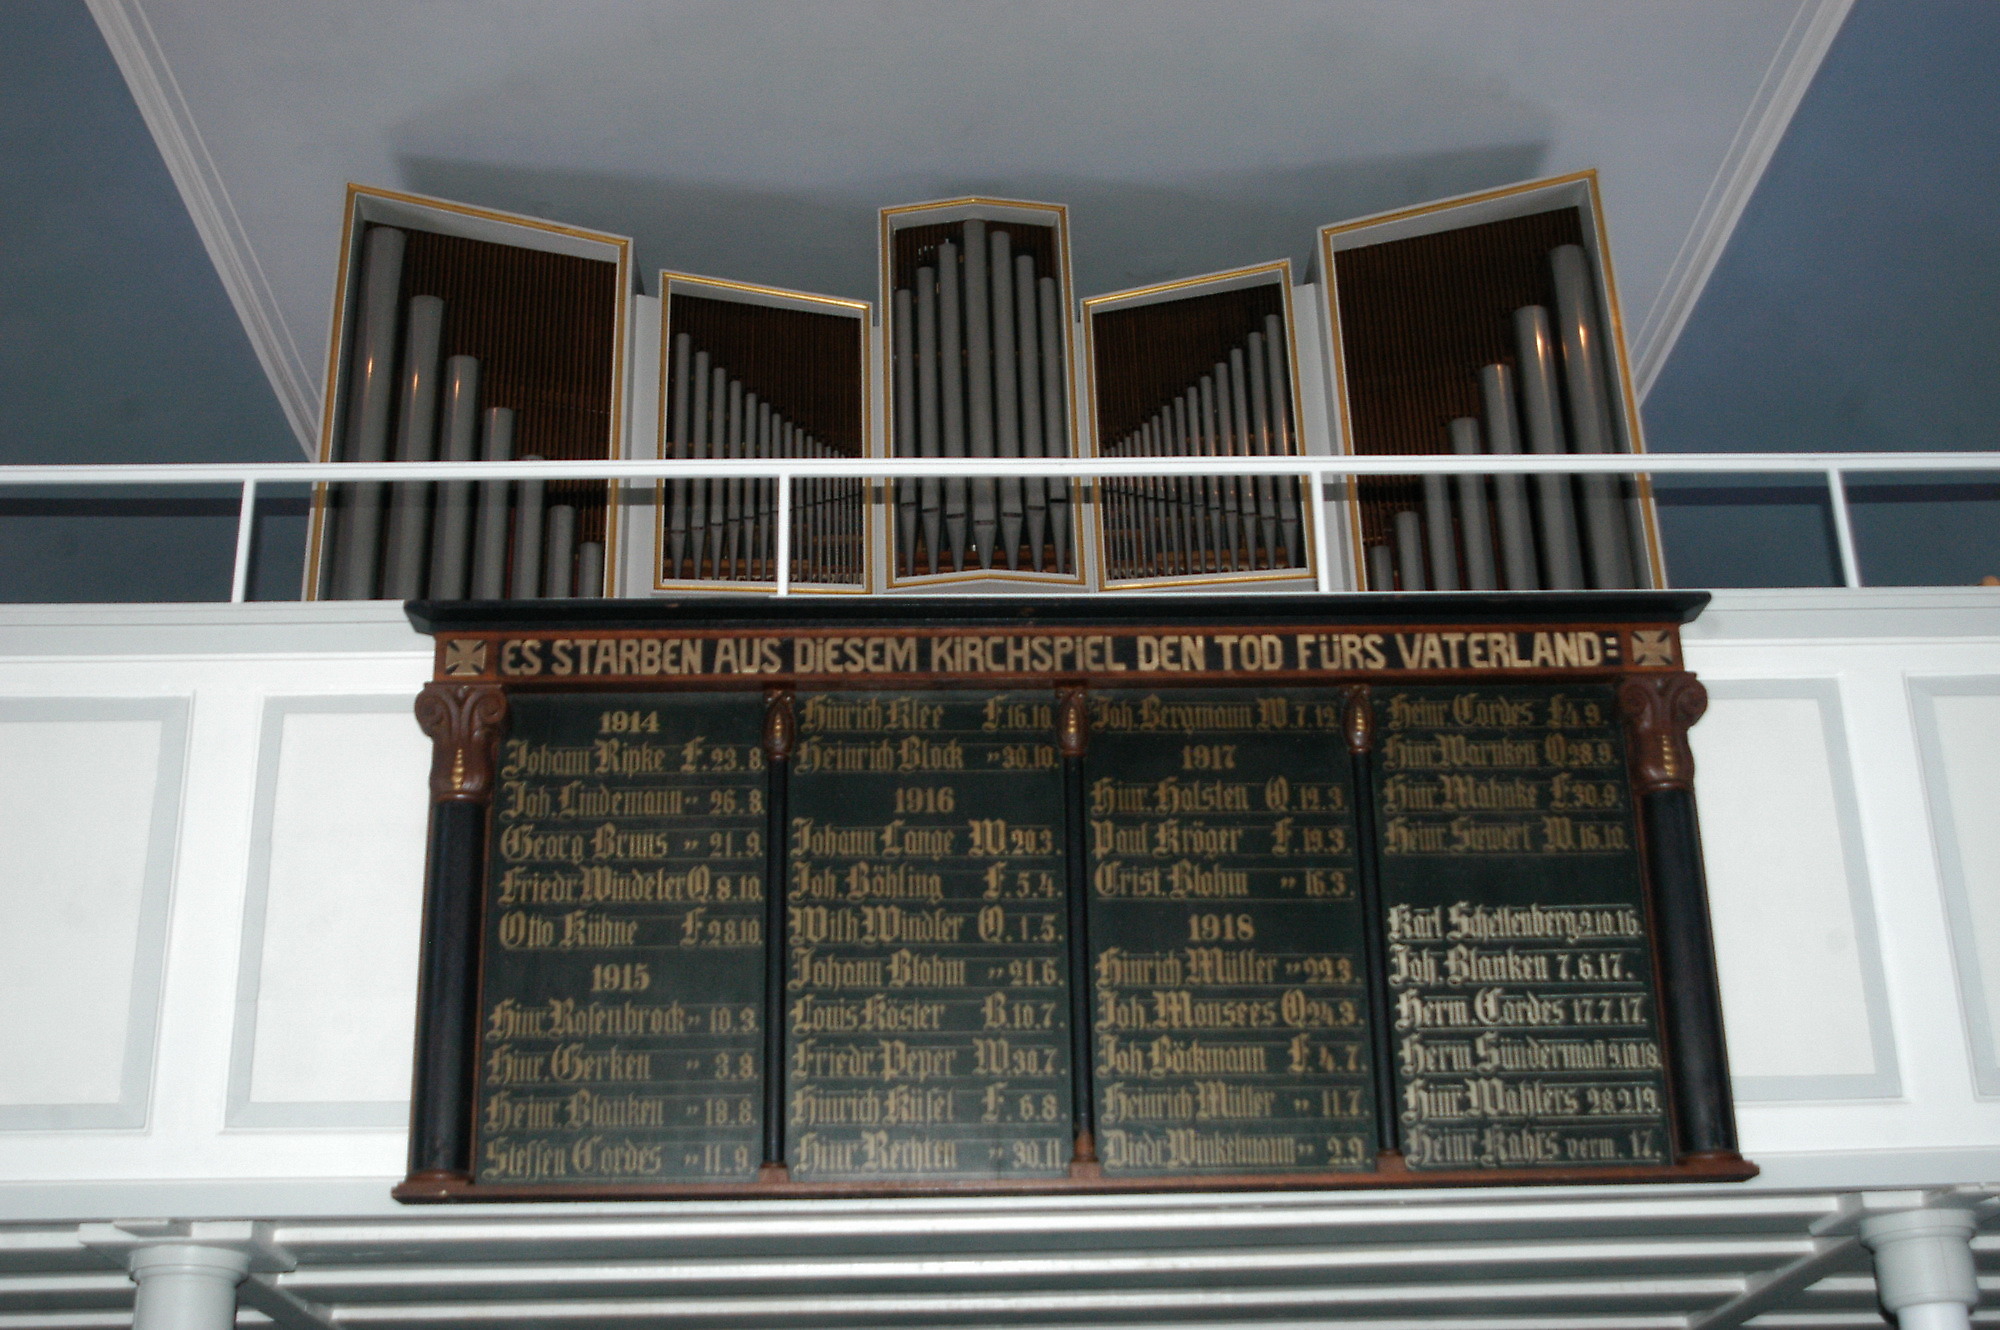 ES STARBEN AUS DIESEM KIRCHSPIEL DEN TOD FÜRS VATERLAND:
1914
Johann Ripke F. 23. 8.
Joh. Lindemann " 26. 8.
Georg Bruns " 21. 9.
Friedr. Windeler Q. 8. 10.
Otto Kühne F. 28.10.
1915
Hinr. Rosenbrock " 10. 3.
Hinr. Gerken " 3. 8.
Heinr. Blanken " 18. 8.
Steffen Cordes " 11. 9.
Hinrich Klee F. 16. 10.
Heinrich Block " 30. 10.
1916
Johann Lange W. 20. 3.
Joh. Böhling F. 5. 4.
Wilh. Windler Q. 1. 5.
Johann Blohm " 21. 6.
Louis Köster B. 10. 7.
Friedr. Peper W. 30. 7.
Hinrich Küsel F. 6. 8.
Hinr. Rechten " 30. 11.
Joh. Bergmann W. 7. 12.
1917
Hinr. Holsten Q. 12. 3.
Paul Kröger F. 19. 3.
Crist. Blohm " 16. 3.
1918
Hinrich Müller " 22. 3.
Joh. Monsees Q 24. 3.
Joh. Böckmann F. 4. 7.
Heinrich Müller " 11. 7.
Diedr. Winkelmann " 2. 9.
Heinr. Cordes F. 4. 9.
Hinr. Warnken Q 28. 9.
Hinr. Mahnke F. 30. 9.
Heinr. Siewert W. 16. 10.
Karl Schellenberg 9.10.16.
Joh. Blanken 7.6.17.
Herm. Cordes 17.7.17.
Herm. Sünderman 9.10.18.
Hinr. Wahlers 28.2.19.
Heinr. Kahrs verm. 17.